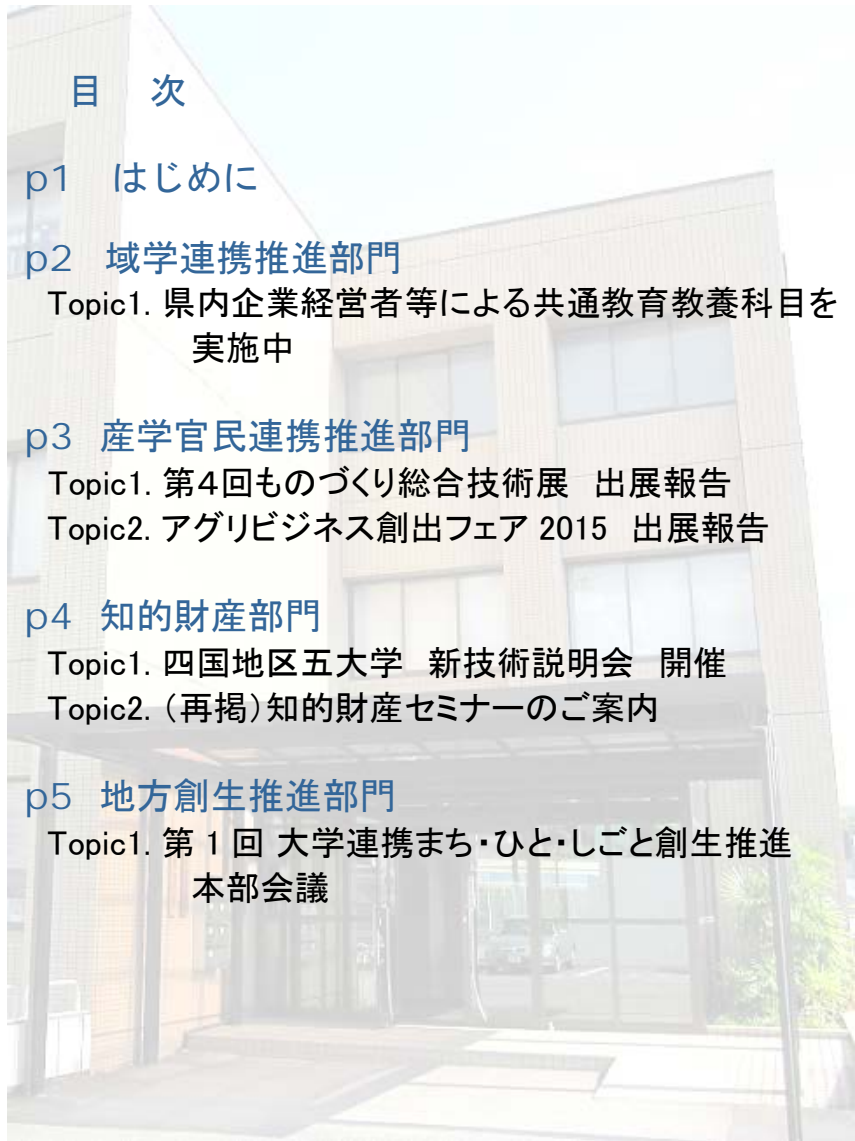 目 次
p1 はじめに
p2 域学連携推進部門
Topic1. 県内企業経営者等による共通教育教養科目を
実施中
p3 産学官民連携推進部門
Topic1. 第4回ものづくり総合技術展 出展報告
Topic2. アグリビジネス創出フェア 2015 出展報告
p4 知的財産部門
Topic1. 四国地区五大学 新技術説明会 開催
Topic2. （再掲）知的財産セミナーのご案内
p5 地方創生推進部門
Topic1. 第 1 回 大学連携まち・ひと・しごと創生推進
本部会議